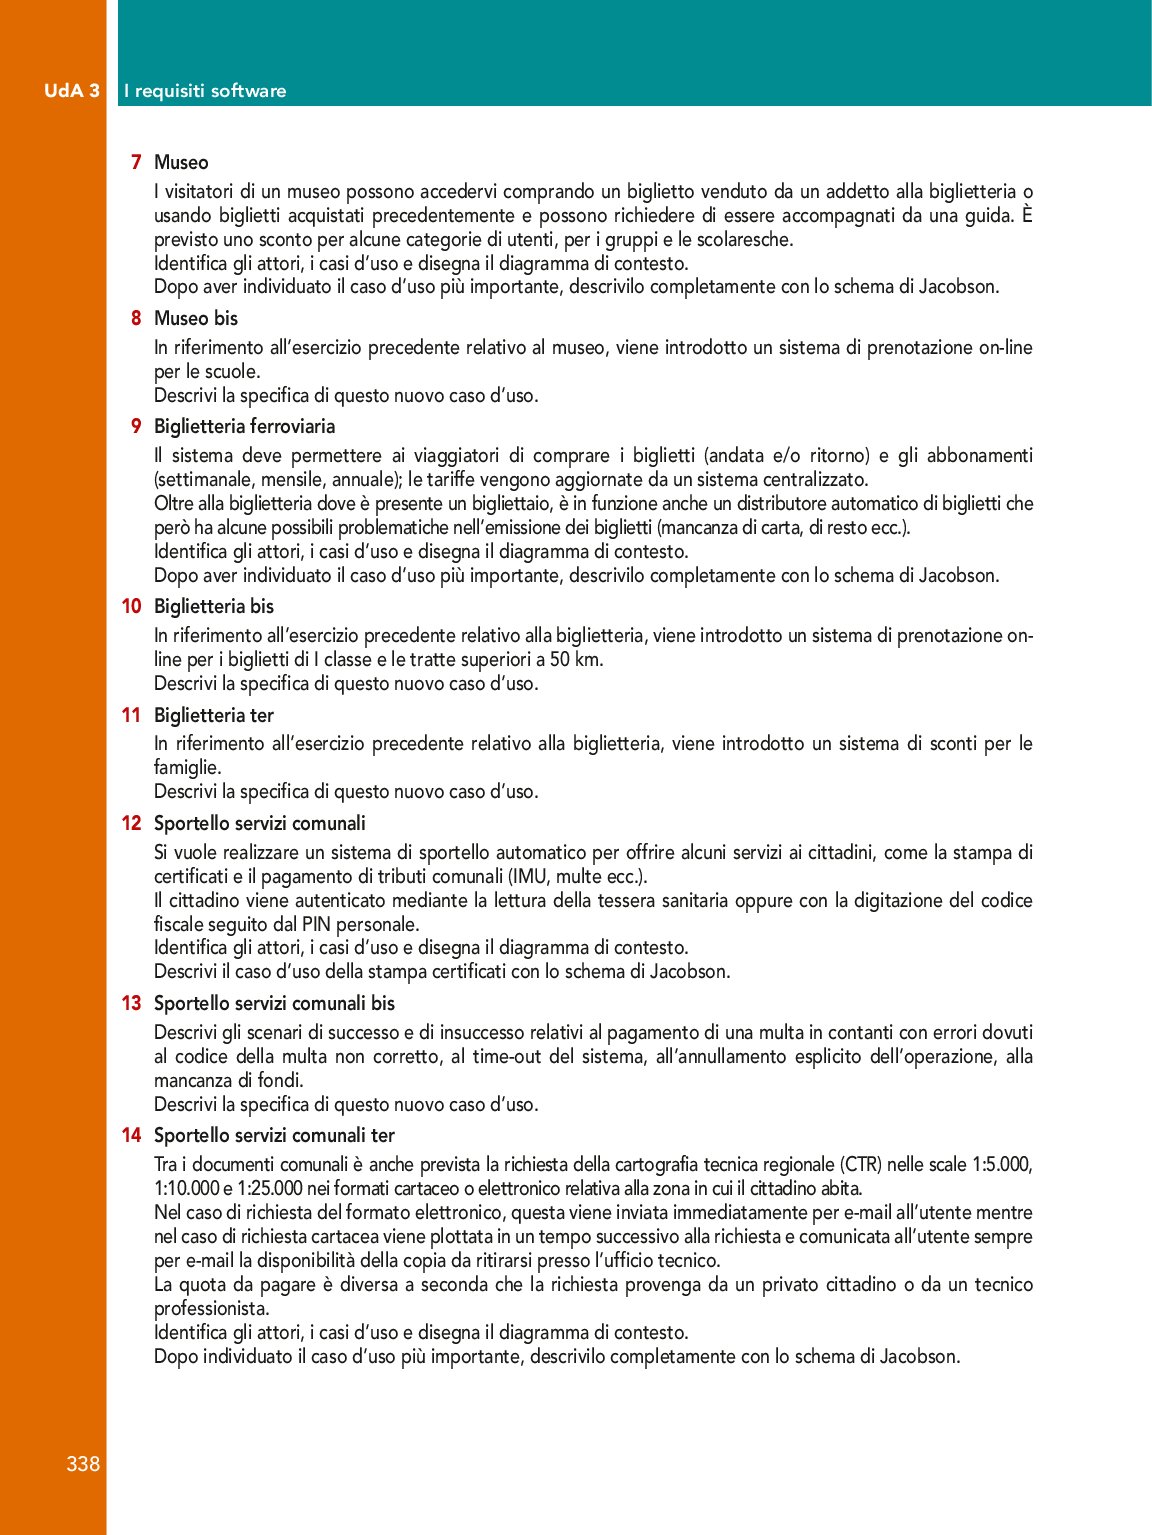 UdA 3 I requisiti software
7 Museo
I visitatori di un museo possono accedervi comprando un biglietto venduto da un addetto alla biglietteria o
usando biglietti acquistati precedentemente e possono richiedere di essere accompagnati da una guida. È
previsto uno sconto per alcune categorie di utenti, per i gruppi e le scolaresche.
Identifica gli attori, i casi d’uso e disegna il diagramma di contesto.
Dopo aver individuato il caso d’uso più importante, descrivilo completamente con lo schema di Jacobson.
8 Museo bis
In riferimento all’esercizio precedente relativo al museo, viene introdotto un sistema di prenotazione on-line
per le scuole.
Descrivi la specifica di questo nuovo caso d’uso.
9 Biglietteria ferroviaria
Il sistema deve permettere ai viaggiatori di comprare i biglietti (andata e/o ritorno) e gli abbonamenti
(settimanale, mensile, annuale); le tariffe vengono aggiornate da un sistema centralizzato.
Oltre alla biglietteria dove è presente un bigliettaio, è in funzione anche un distributore automatico di biglietti che
però ha alcune possibili problematiche nell’emissione dei biglietti (mancanza di carta, di resto ecc.).
Identifica gli attori, i casi d’uso e disegna il diagramma di contesto.
Dopo aver individuato il caso d’uso più importante, descrivilo completamente con lo schema di Jacobson.
10 Biglietteria bis
In riferimento all’esercizio precedente relativo alla biglietteria, viene introdotto un sistema di prenotazione on-
line per i biglietti di I classe e le tratte superiori a 50 km.
Descrivi la specifica di questo nuovo caso d’uso.
11 Biglietteria ter
In riferimento all’esercizio precedente relativo alla biglietteria, viene introdotto un sistema di sconti per le
famiglie.
Descrivi la specifica di questo nuovo caso d’uso.
12 Sportello servizi comunali
Si vuole realizzare un sistema di sportello automatico per offrire alcuni servizi ai cittadini, come la stampa di
certificati e il pagamento di tributi comunali (IMU, multe ecc.).
Il cittadino viene autenticato mediante la lettura della tessera sanitaria oppure con la digitazione del codice
fiscale seguito dal PIN personale.
Identifica gli attori, i casi d’uso e disegna il diagramma di contesto.
Descrivi il caso d’uso della stampa certificati con lo schema di Jacobson.
13 Sportello servizi comunali bis
Descrivi gli scenari di successo e di insuccesso relativi al pagamento di una multa in contanti con errori dovuti
al codice della multa non corretto, al time-out del sistema, all’annullamento esplicito dell’operazione, alla
mancanza di fondi.
Descrivi la specifica di questo nuovo caso d’uso.
14 Sportello servizi comunali ter
Tra i documenti comunali è anche prevista la richiesta della cartografia tecnica regionale (CTR) nelle scale 1:5.000,
1:10.000 e 1:25.000 nei formati cartaceo o elettronico relativa alla zona in cui il cittadino abita.
Nel caso di richiesta del formato elettronico, questa viene inviata immediatamente per e-mail all’utente mentre
nel caso di richiesta cartacea viene plottata in un tempo successivo alla richiesta e comunicata all’utente sempre
per e-mail la disponibilità della copia da ritirarsi presso l’ufficio tecnico.
La quota da pagare è diversa a seconda che la richiesta provenga da un privato cittadino o da un tecnico
professionista.
Identifica gli attori, i casi d’uso e disegna il diagramma di contesto.
Dopo individuato il caso d’uso più importante, descrivilo completamente con lo schema di Jacobson.
338